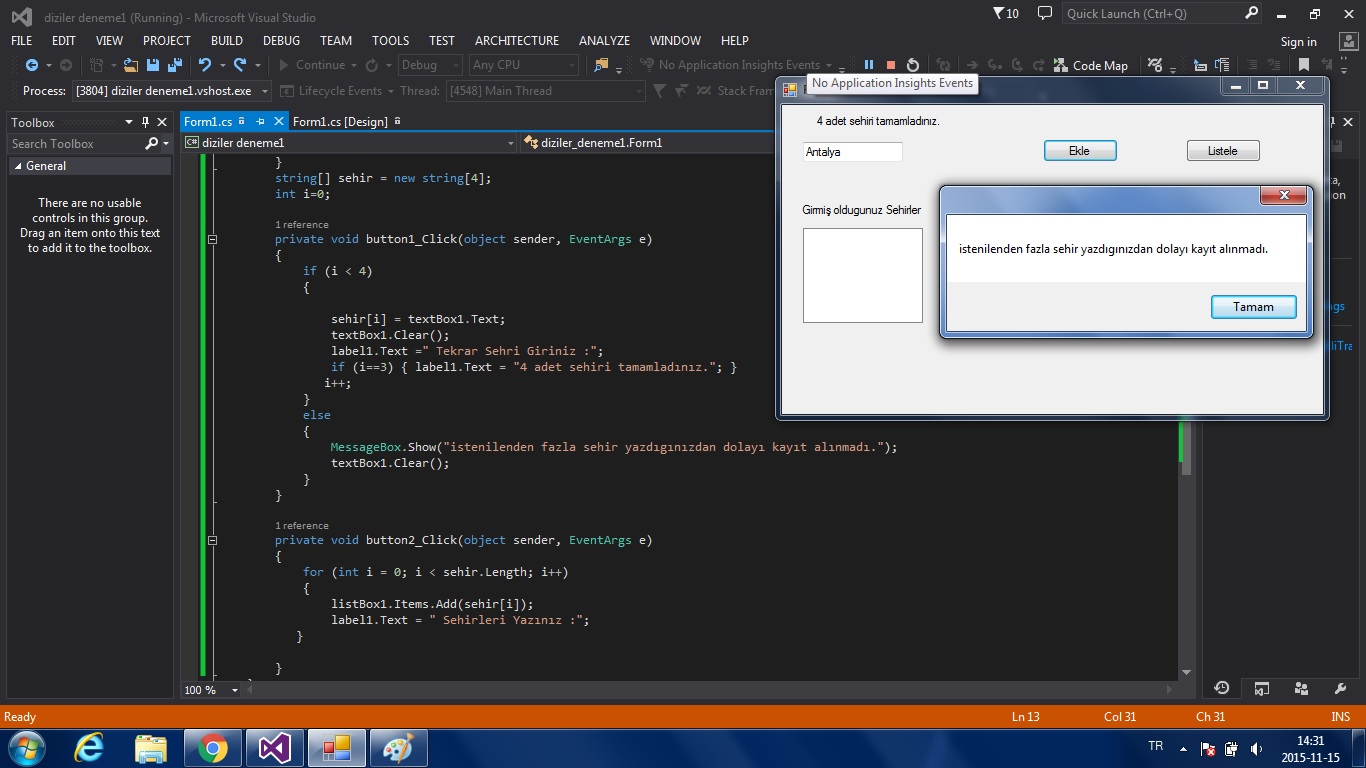 diziler deneme1 (Running) - Microsoft Visual Studio
10
Quick Launch (Ctrl+Q)
FILE EDIT VIEW PROJECT BUILD DEBUG TEAM TOOLS TEST ARCHITECTURE ANALYZE WINDOW HELP
Sign in
Continue Debug Any CPU No Application Insights Events Code Map
Process: [3804] diziler deneme1.vshost.exe Lifecycle Events Thread: [4548] Main Thread Stack Fram
No Application Insights Events
Toolbox
Search Toolbox
General
There are no usable
controls in this group.
Drag an item onto this text
to add it to the toolbox.
Form1.cs Form1.cs [Design]
C# diziler deneme1 diziler_deneme1.Form1
}
string[] sehir = new string[4];
int i=0;
1 reference
private void button1_Click(object sender, EventArgs e)
{
if (i < 4)
{
sehir[i] = textBox1.Text;
textBox1.Clear();
label1.Text =" Tekrar Sehri Giriniz :";
if (i==3) { label1.Text = "4 adet sehiri tamamladınız."; }
i++;
}
else
{
MessageBox.Show("istenilenden fazla sehir yazdıgınızdan dolayı kayıt alınmadı.");
textBox1.Clear();
}
}
1 reference
private void button2_Click(object sender, EventArgs e)
{
for (int i = 0; i < sehir.Length; i++)
{
listBox1.Items.Add(sehir[i]);
label1.Text = " Sehirleri Yazınız :";
}
}
100 %
4 adet sehiri tamamladınız.
Antalya
Ekle
Listele
Girmiş oldugunuz Sehirler
istenilenden fazla sehir yazdıgınızdan dolayı kayıt alınmadı.
Tamam
Ready
Ln 13 Col 31 Ch 31 INS
TR
14:31
2015-11-15